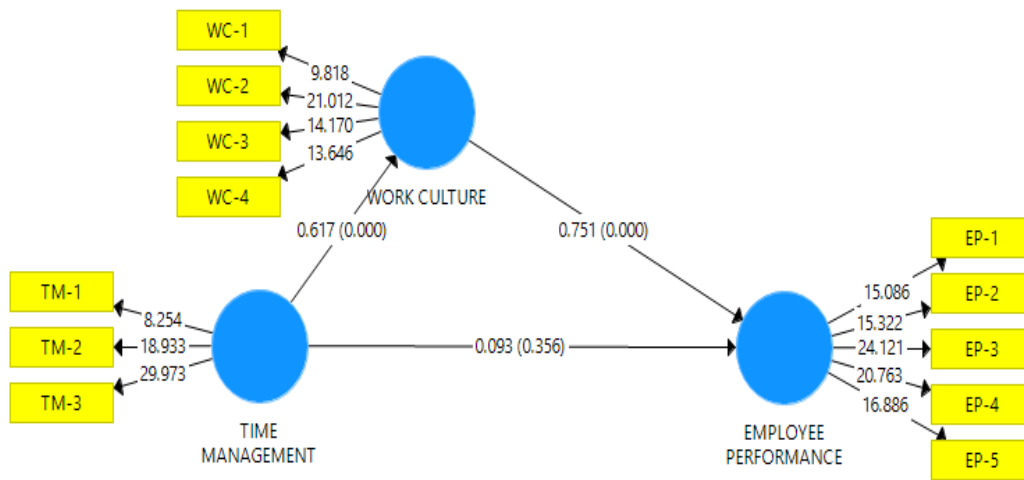 WC-1
9.818
WC-2
21.012
WC-3
14.170
13.646
WC-4
WORK CULTURE
0.617 (0.000)
0.751 (0.000)
TM-1
8.254
TM-2
18.933
TM-3
29.973
TIME
MANAGEMENT
0.093 (0.356)
EP-1
15.086
EP-2
15.322
EP-3
24.121
20.763
EP-4
16.886
EP-5
EMPLOYEE
PERFORMANCE